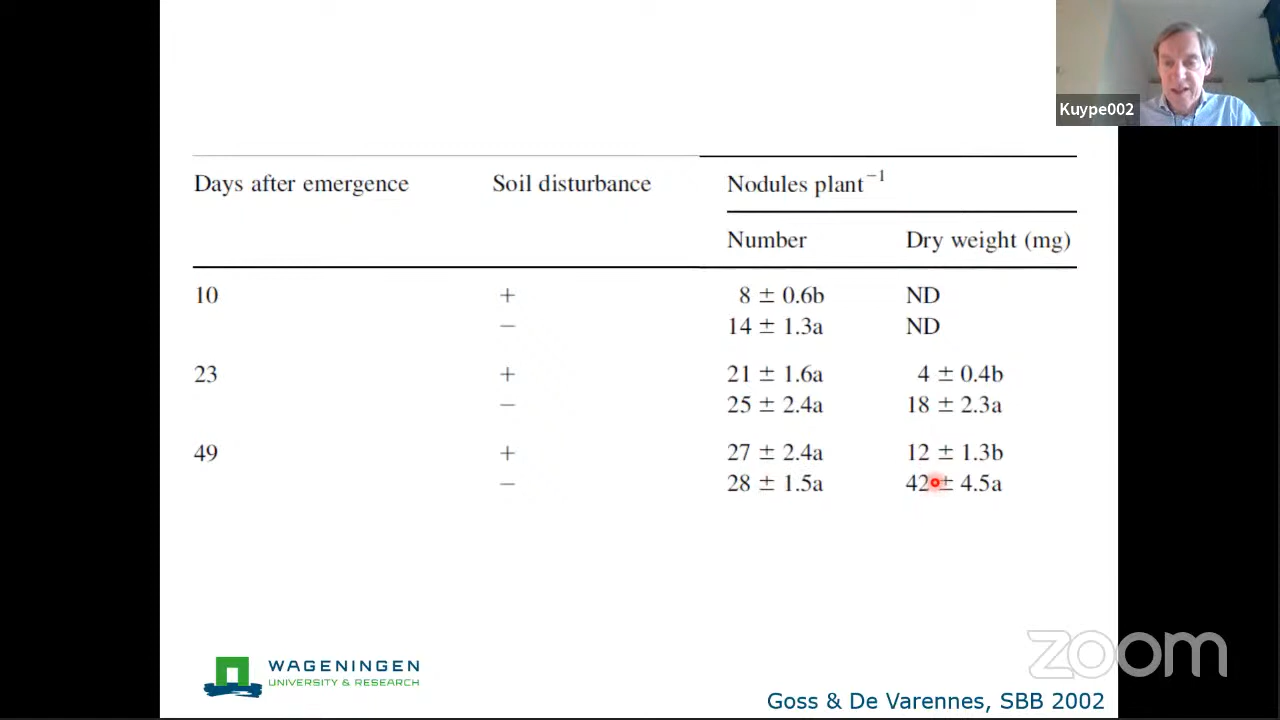 Kuype002
Days after emergence Soil disturbance Nodules plant⁻¹
Number Dry weight (mg)
10 + 8 ± 0.6b ND
− 14 ± 1.3a ND
23 + 21 ± 1.6a 4 ± 0.4b
− 25 ± 2.4a 18 ± 2.3a
49 + 27 ± 2.4a 12 ± 1.3b
− 28 ± 1.5a 42 ± 4.5a
WAGENINGEN
UNIVERSITY & RESEARCH
zoom
Goss & De Varennes, SBB 2002